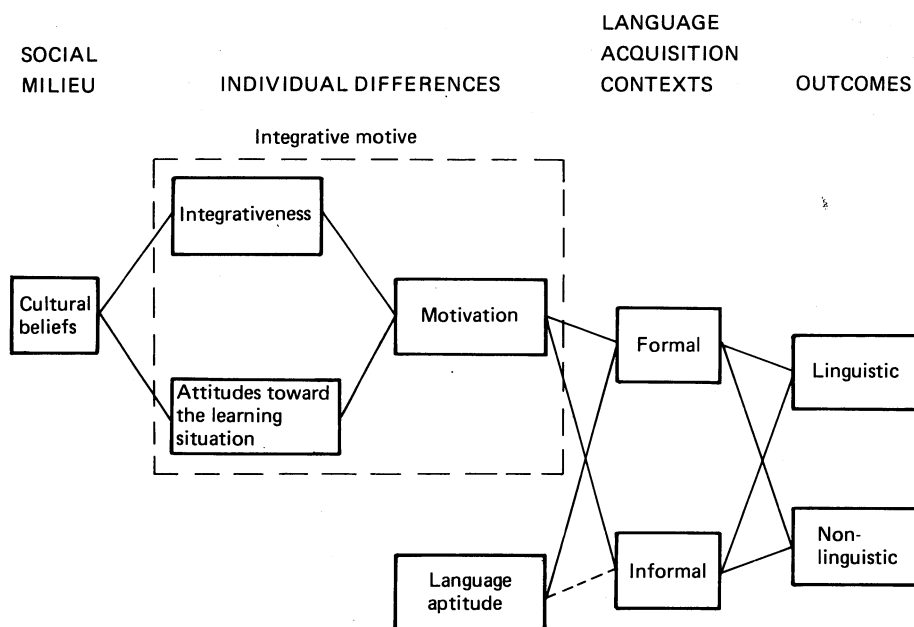 SOCIAL
MILIEU
INDIVIDUAL DIFFERENCES
LANGUAGE
ACQUISITION
CONTEXTS
OUTCOMES
Integrative motive
Integrativeness
Cultural
beliefs
Motivation
Attitudes toward
the learning
situation
Formal
Linguistic
Language
aptitude
Informal
Non-
linguistic